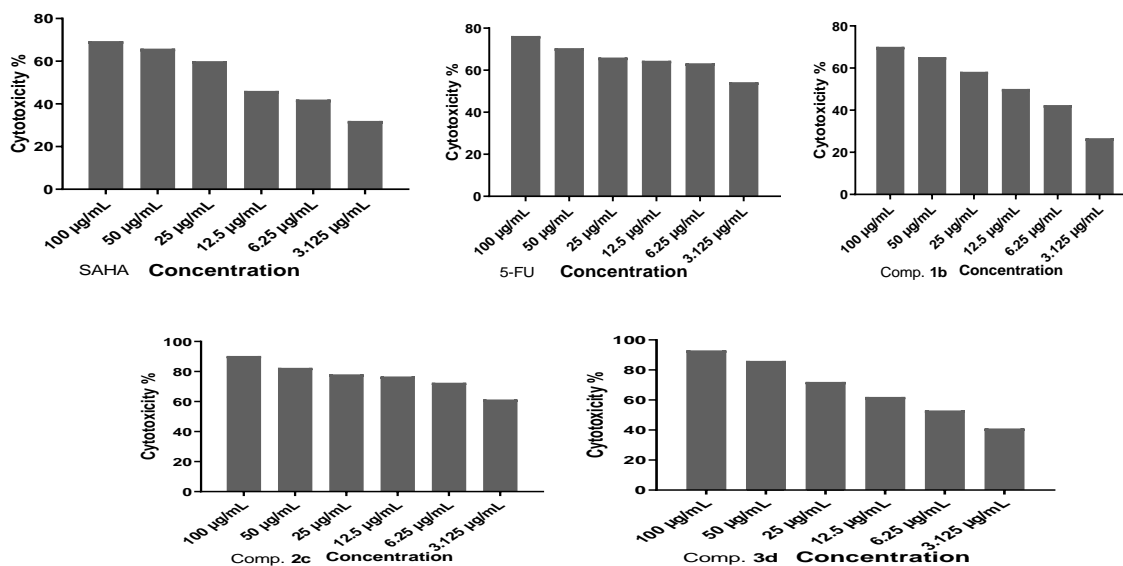 80
60
40
20
0
Cytotoxicity %
100 µg/mL
50 µg/mL
25 µg/mL
12.5 µg/mL
6.25 µg/mL
3.125 µg/mL
SAHA Concentration
80
60
40
20
0
Cytotoxicity %
100 µg/mL
50 µg/mL
25 µg/mL
12.5 µg/mL
6.25 µg/mL
3.125 µg/mL
5-FU Concentration
80
60
40
20
0
Cytotoxicity %
100 µg/mL
50 µg/mL
25 µg/mL
12.5 µg/mL
6.25 µg/mL
3.125 µg/mL
Comp. 1b Concentration
100
80
60
40
20
0
Cytotoxicity %
100 µg/mL
50 µg/mL
25 µg/mL
12.5 µg/mL
6.25 µg/mL
3.125 µg/mL
Comp. 2c Concentration
100
80
60
40
20
0
Cytotoxicity %
100 µg/mL
50 µg/mL
25 µg/mL
12.5 µg/mL
6.25 µg/mL
3.125 µg/mL
Comp. 3d Concentration